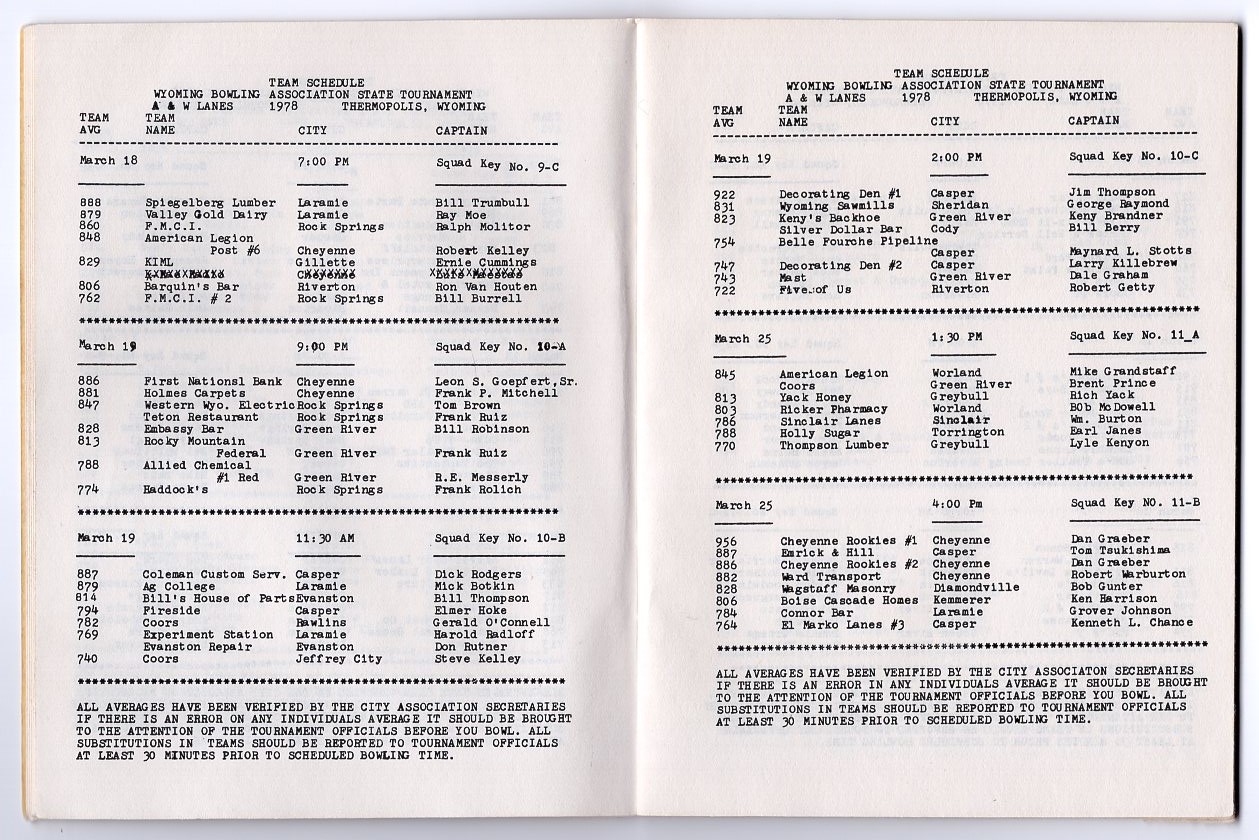 TEAM SCHEDULE
WYOMING BOWLING ASSOCIATION STATE TOURNAMENT
A & W LANES 1978 THERMOPOLIS, WYOMING
TEAM TEAM
AVG NAME CITY CAPTAIN
March 18 7:00 PM Squad Key No. 9-C
888 Spiegelberg Lumber Laramie Bill Trumbull
879 Valley Gold Dairy Laramie Ray Moe
860 F.M.C.I. Rock Springs Ralph Molitor
848 American Legion
Post #6 Cheyenne Robert Kelley
829 KIML Gillette Ernie Cummings
806 Barquin's Bar Riverton Ron Van Houten
762 F.M.C.I. # 2 Rock Springs Bill Burrell
************************************************************
March 19 9:00 PM Squad Key No. 10-A
886 First Nationsl Bank Cheyenne Leon S. Goepfert,Sr.
881 Holmes Carpets Cheyenne Frank P. Mitchell
847 Western Wyo. Electric Rock Springs Tom Brown
Teton Restaurant Rock Springs Frank Ruiz
828 Embassy Bar Green River Bill Robinson
813 Rocky Mountain
Federal Green River Frank Ruiz
788 Allied Chemical
#1 Red Green River R.E. Messerly
774 Haddock's Rock Springs Frank Rolich
************************************************************
March 19 11:30 AM Squad Key No. 10-B
887 Coleman Custom Serv. Casper Dick Rodgers
879 Ag College Laramie Mick Botkin
814 Bill's House of Parts Evanston Bill Thompson
794 Fireside Casper Elmer Hoke
782 Coors Rawlins Gerald O'Connell
769 Experiment Station Laramie Harold Radloff
Evanston Repair Evanston Don Rutner
740 Coors Jeffrey City Steve Kelley
************************************************************
ALL AVERAGES HAVE BEEN VERIFIED BY THE CITY ASSOCIATION SECRETARIES
IF THERE IS AN ERROR ON ANY INDIVIDUALS AVERAGE IT SHOULD BE BROUGHT
TO THE ATTENTION OF THE TOURNAMENT OFFICIALS BEFORE YOU BOWL. ALL
SUBSTITUTIONS IN TEAMS SHOULD BE REPORTED TO TOURNAMENT OFFICIALS
AT LEAST 30 MINUTES PRIOR TO SCHEDULED BOWLING TIME.
TEAM SCHEDULE
WYOMING BOWLING ASSOCIATION STATE TOURNAMENT
A & W LANES 1978 THERMOPOLIS, WYOMING
TEAM TEAM
AVG NAME CITY CAPTAIN
March 19 2:00 PM Squad Key No. 10-C
922 Decorating Den #1 Casper Jim Thompson
831 Wyoming Sawmills Sheridan George Raymond
823 Keny's Backhoe Green River Keny Brandner
Silver Dollar Bar Cody Bill Berry
754 Belle Fourche Pipeline
Casper Maynard L. Stotts
747 Decorating Den #2 Casper Larry Killebrew
743 Mast Green River Dale Graham
722 Five of Us Riverton Robert Getty
************************************************************
March 25 1:30 PM Squad Key No. 11_A
845 American Legion Worland Mike Grandstaff
Coors Green River Brent Prince
813 Yack Honey Greybull Rich Yack
803 Ricker Pharmacy Worland BOb McDowell
786 Sinclair Lanes Sinclair Wm. Burton
788 Holly Sugar Torrington Earl Janes
770 Thompson Lumber Greybull Lyle Kenyon
************************************************************
March 25 4:00 Pm Squad Key NO. 11-B
956 Cheyenne Rookies #1 Cheyenne Dan Graeber
887 Emrick & Hill Casper Tom Tsukishima
886 Cheyenne Rookies #2 Cheyenne Dan Graeber
882 Ward Transport Cheyenne Robert Warburton
828 Wagstaff Masonry Diamondville Bob Gunter
806 Boise Cascade Homes Kemmerer Ken Harrison
784 Connor Bar Laramie Grover Johnson
764 El Marko Lanes #3 Casper Kenneth L. Chance
************************************************************
ALL AVERAGES HAVE BEEN VERIFIED BY THE CITY ASSOCIATON SECRETARIES
IF THERE IS AN ERROR IN ANY INDIVIDUALS AVERAGE IT SHOULD BE BROUGHT
TO THE ATTENTION OF THE TOURNAMENT OFFICIALS BEFORE YOU BOWL. ALL
SUBSTITUTIONS IN TEAMS SHOULD BE REPORTED TO TOURNAMENT OFFICIALS
AT LEAST 30 MINUTES PRIOR TO SCHEDULED BOWLING TIME.